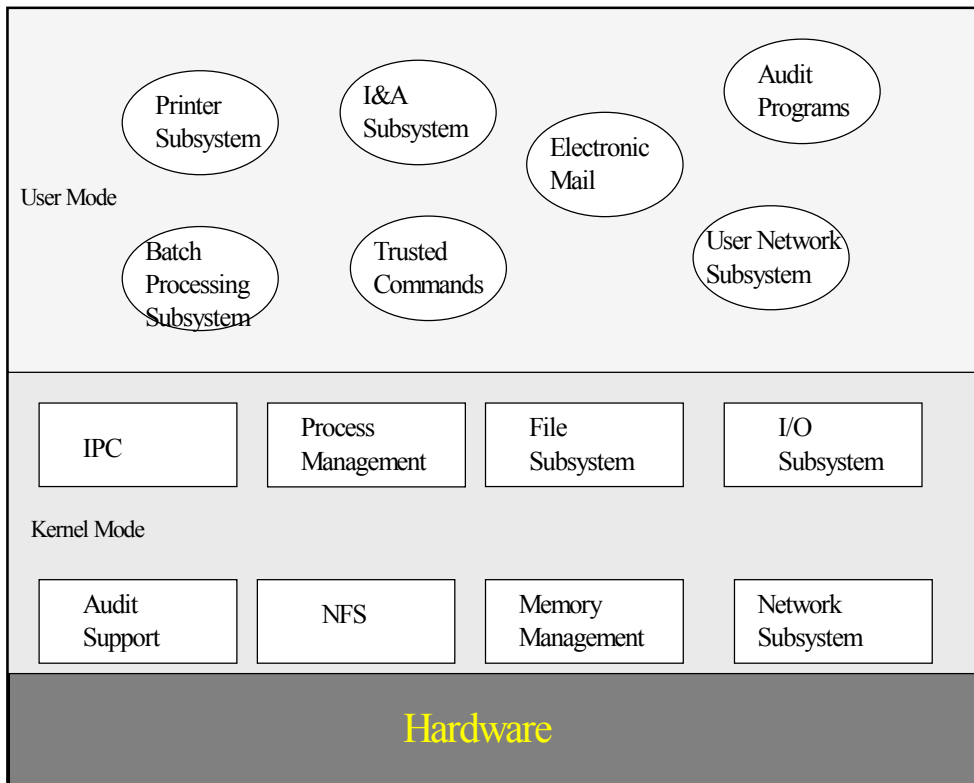 Printer
Subsystem
I&A
Subsystem
Electronic
Mail
Audit
Programs
User Mode
Batch
Processing
Subsystem
Trusted
Commands
User Network
Subsystem
IPC
Process
Management
File
Subsystem
I/O
Subsystem
Kernel Mode
Audit
Support
NFS
Memory
Management
Network
Subsystem
Hardware